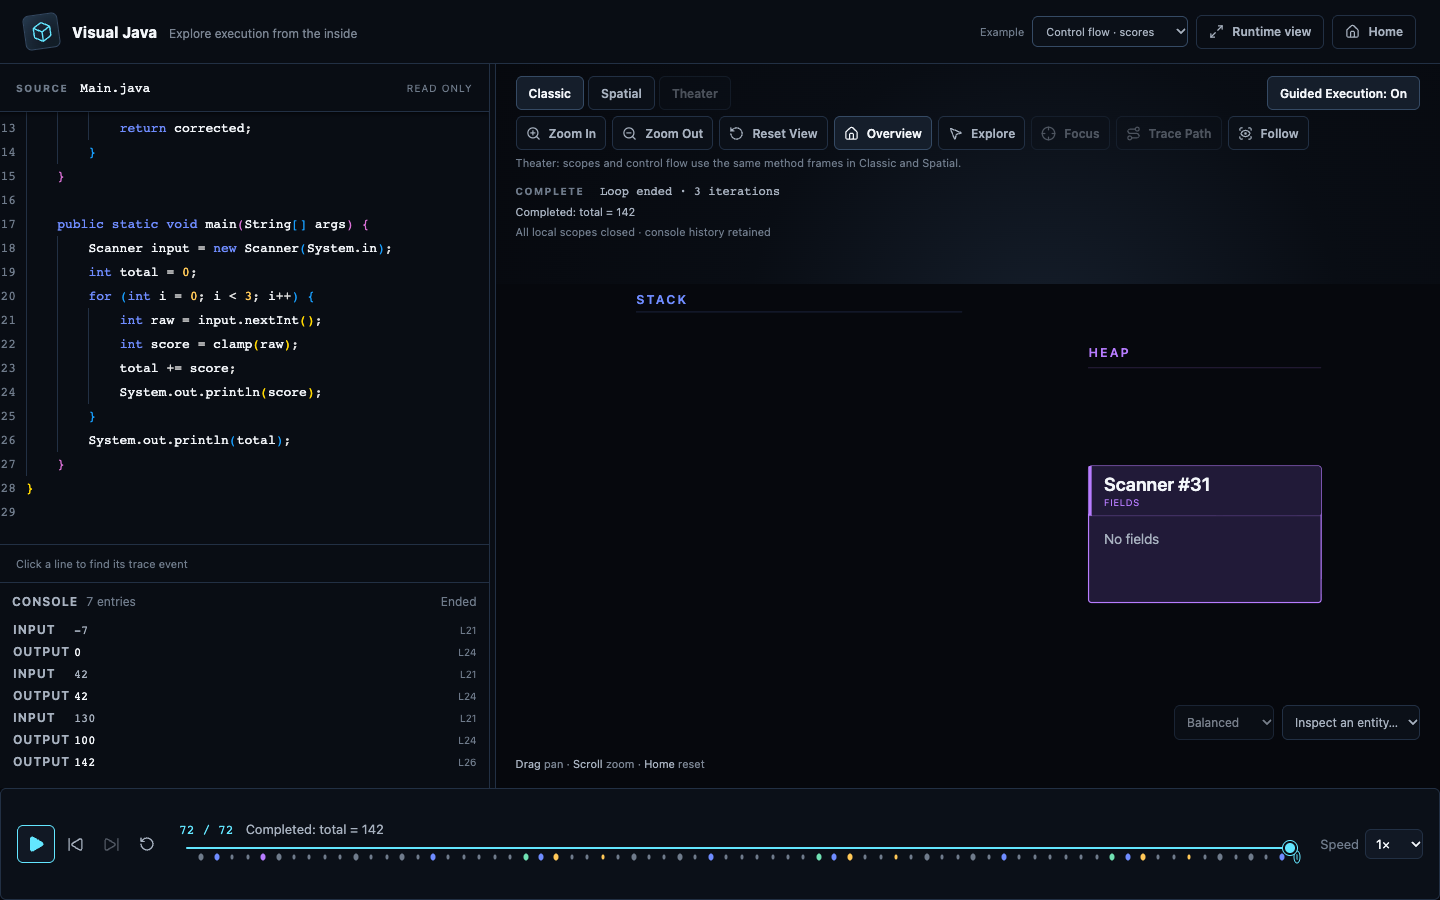 Visual Java Explore execution from the inside
Example Control flow · scores Runtime view Home
SOURCE Main.java READ ONLY
13 return corrected;
14 }
15 }
16
17 public static void main(String[] args) {
18 Scanner input = new Scanner(System.in);
19 int total = 0;
20 for (int i = 0; i < 3; i++) {
21 int raw = input.nextInt();
22 int score = clamp(raw);
23 total += score;
24 System.out.println(score);
25 }
26 System.out.println(total);
27 }
28 }
29
Click a line to find its trace event
CONSOLE 7 entries Ended
INPUT −7 L21
OUTPUT 0 L24
INPUT 42 L21
OUTPUT 42 L24
INPUT 130 L21
OUTPUT 100 L24
OUTPUT 142 L26
Classic Spatial Theater Guided Execution: On
Zoom In Zoom Out Reset View Overview Explore Focus Trace Path Follow
Theater: scopes and control flow use the same method frames in Classic and Spatial.
COMPLETE Loop ended · 3 iterations
Completed: total = 142
All local scopes closed · console history retained
STACK
HEAP
Scanner #31
FIELDS
No fields
Balanced Inspect an entity...
Drag pan · Scroll zoom · Home reset
72 / 72 Completed: total = 142
Speed 1×